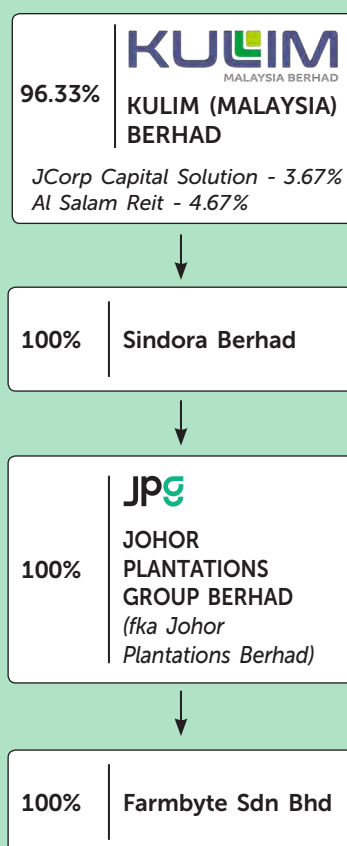 KULIM
MALAYSIA BERHAD
96.33%
KULIM (MALAYSIA)
BERHAD
JCorp Capital Solution - 3.67%
Al Salam Reit - 4.67%
100%
Sindora Berhad
JPG
JOHOR
100%
PLANTATIONS
GROUP BERHAD
(fka Johor
Plantations Berhad)
100%
Farmbyte Sdn Bhd